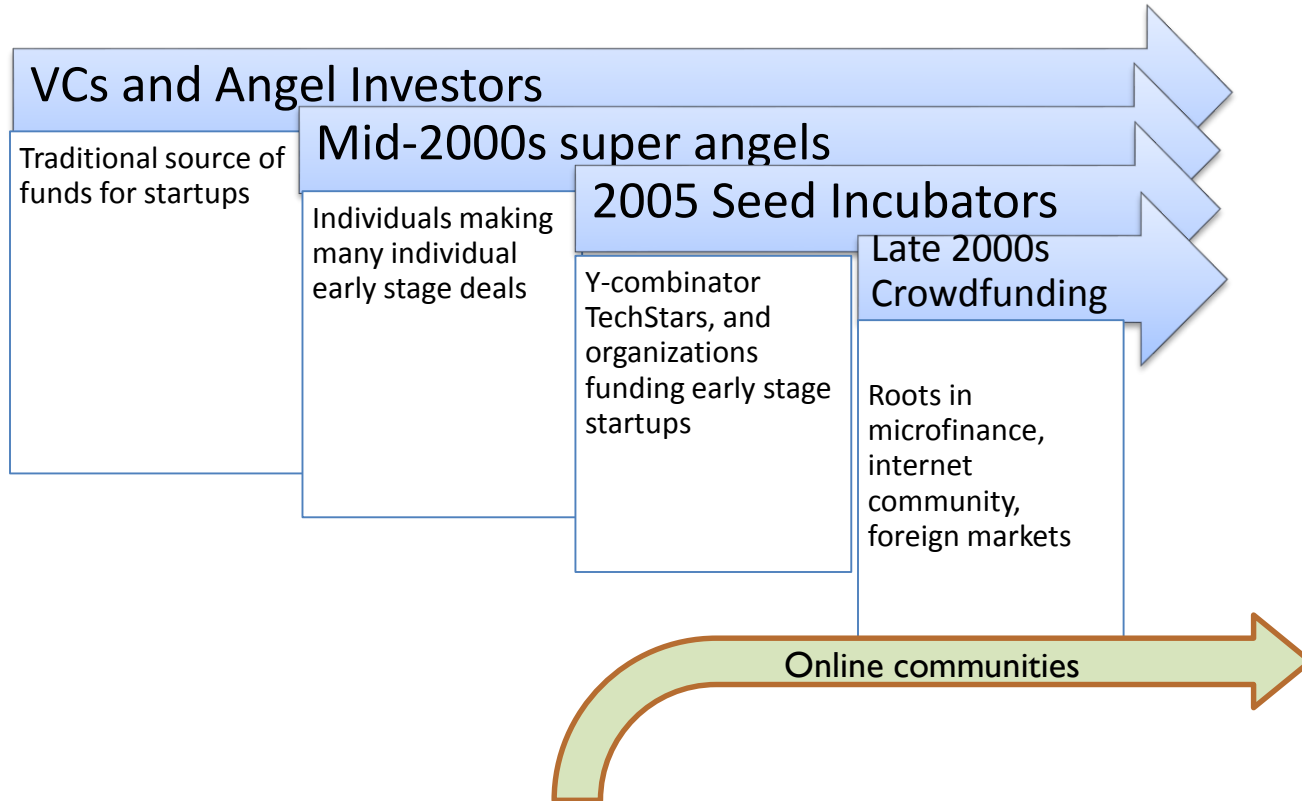 VCs and Angel Investors
Traditional source of
funds for startups
Mid-2000s super angels
Individuals making
many individual
early stage deals
2005 Seed Incubators
Y-combinator
TechStars, and
organizations
funding early stage
startups
Late 2000s
Crowdfunding
Roots in
microfinance,
internet
community,
foreign markets
Online communities